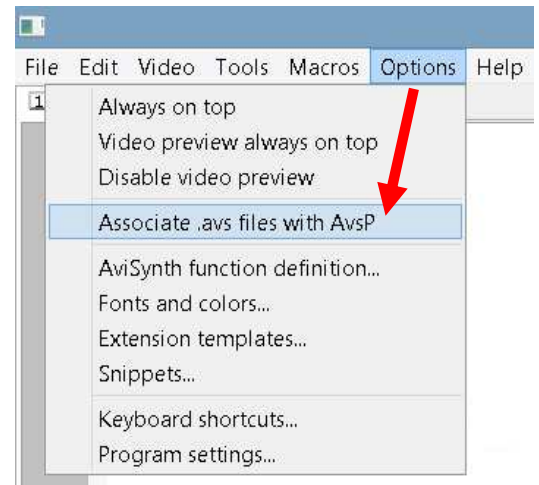 File Edit Video Tools Macros Options Help
1
Always on top
Video preview always on top
Disable video preview
Associate .avs files with AvsP
AviSynth function definition...
Fonts and colors...
Extension templates...
Snippets...
Keyboard shortcuts...
Program settings...